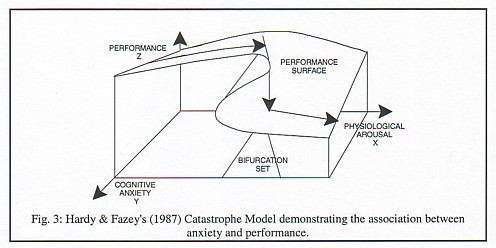 PERFORMANCE
Z
PERFORMANCE
SURFACE
PHYSIOLOGICAL
AROUSAL
X
BIFURCATION
SET
COGNITIVE
ANXIETY
Y
Fig. 3: Hardy & Fazey's (1987) Catastrophe Model demonstrating the association between
anxiety and performance.